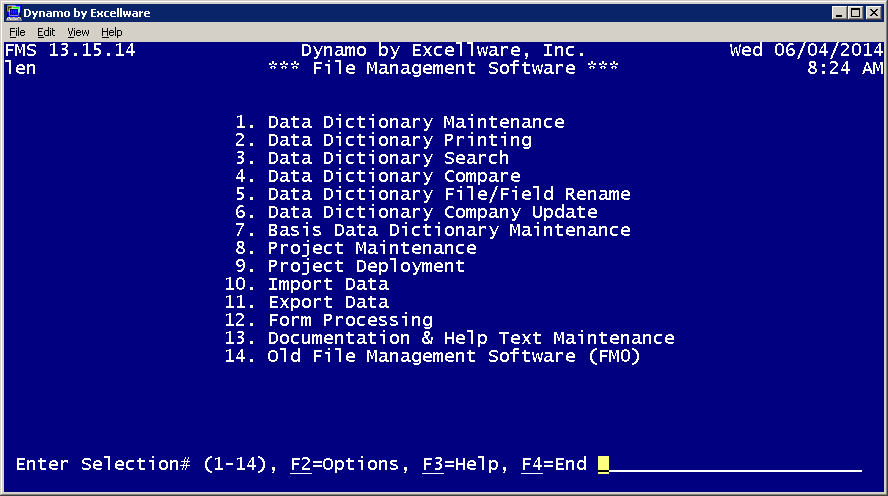 Dynamo by Excellware
File Edit View Help
FMS 13.15.14 Dynamo by Excellware, Inc. Wed 06/04/2014
len *** File Management Software *** 8:24 AM
1. Data Dictionary Maintenance
2. Data Dictionary Printing
3. Data Dictionary Search
4. Data Dictionary Compare
5. Data Dictionary File/Field Rename
6. Data Dictionary Company Update
7. Basis Data Dictionary Maintenance
8. Project Maintenance
9. Project Deployment
10. Import Data
11. Export Data
12. Form Processing
13. Documentation & Help Text Maintenance
14. Old File Management Software (FMO)
Enter Selection# (1-14), F2=Options, F3=Help, F4=End